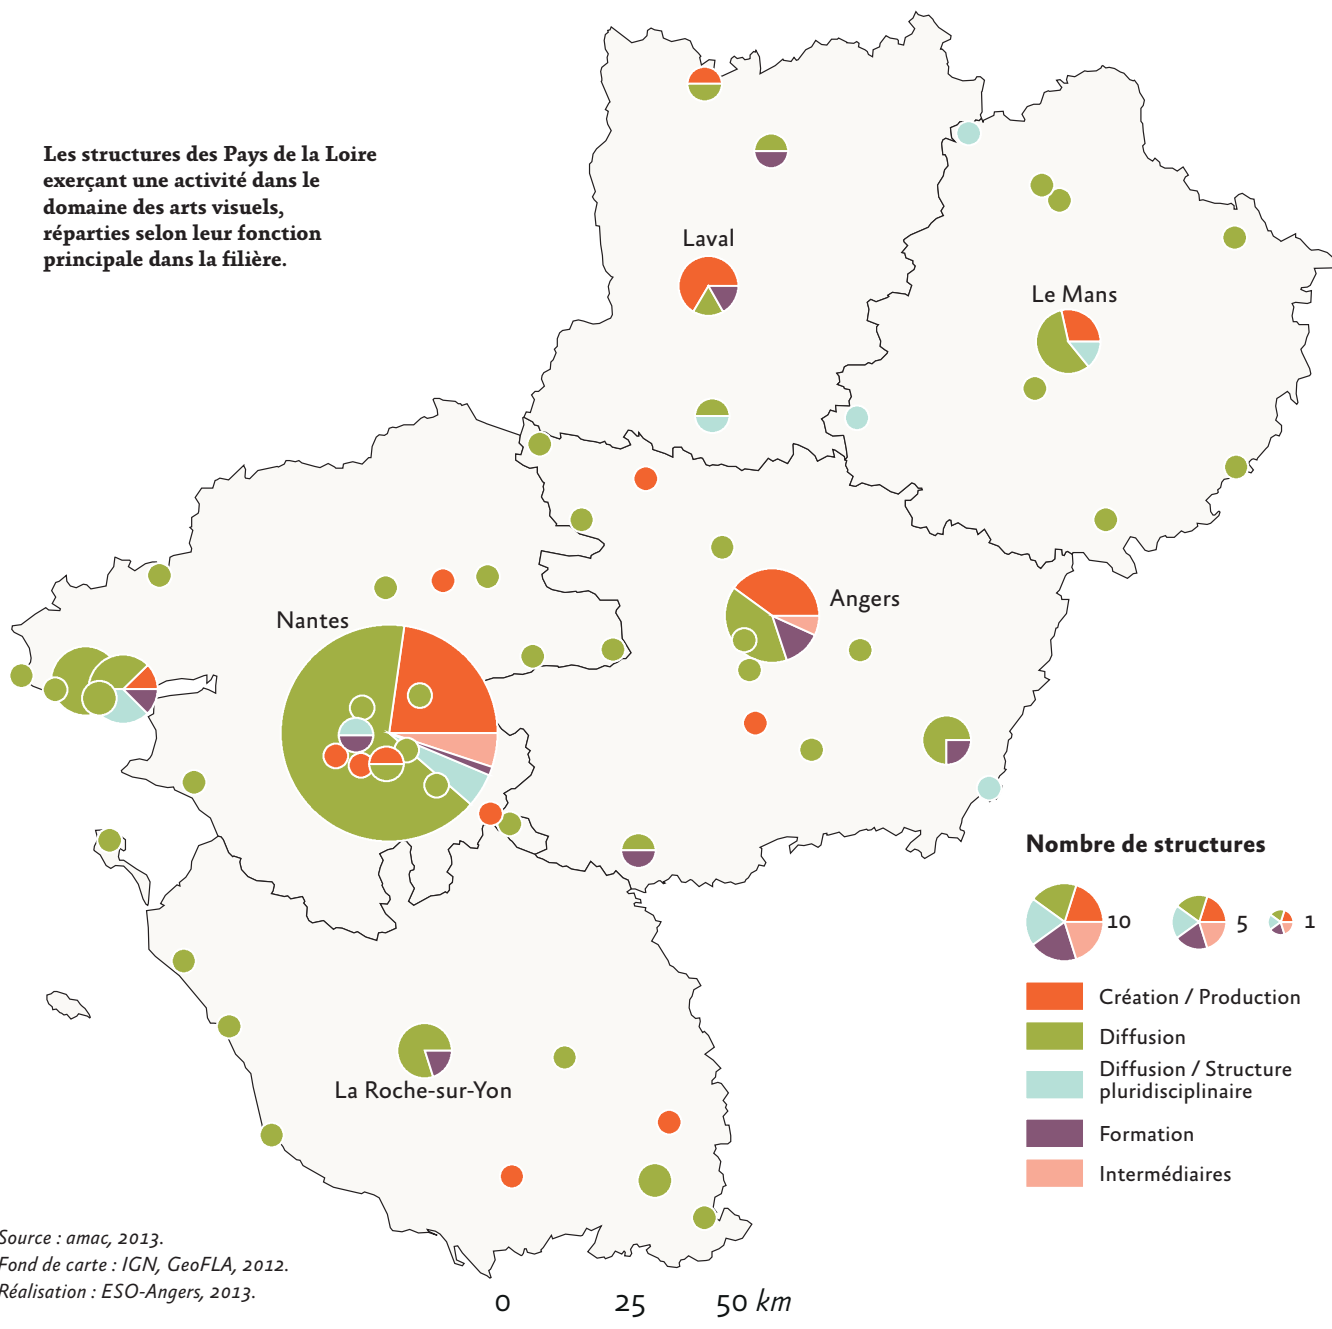 Les structures des Pays de la Loire
exerçant une activité dans le
domaine des arts visuels,
réparties selon leur fonction
principale dans la filière.
Laval
Le Mans
Angers
Nantes
La Roche-sur-Yon
Nombre de structures
10 5 1
Création / Production
Diffusion
Diffusion / Structure
pluridisciplinaire
Formation
Intermédiaires
Source : amac, 2013.
Fond de carte : IGN, GeoFLA, 2012.
Réalisation : ESO-Angers, 2013.
0 25 50 km